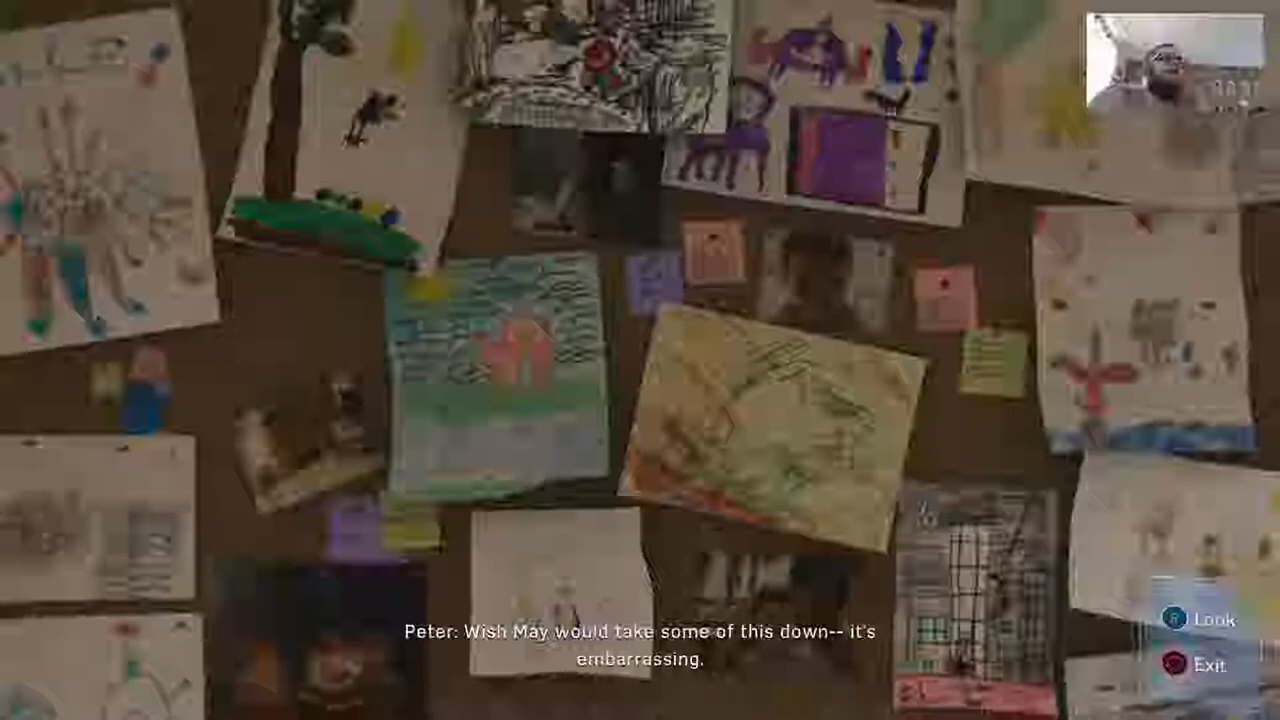 Peter: Wish May would take some of this down-- it's
embarrassing.
R Look
Exit